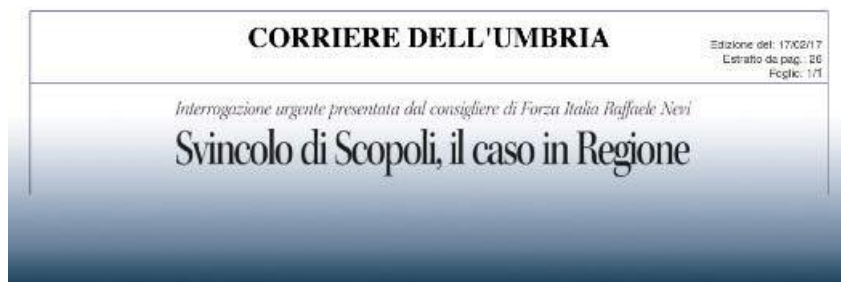 CORRIERE DELL'UMBRIA
Edizione del: 17/02/17
Estratto da pag.: 26
Foglio: 1/1
Interrogazione urgente presentata dal consigliere di Forza Italia Raffaele Nevi
Svincolo di Scopoli, il caso in Regione